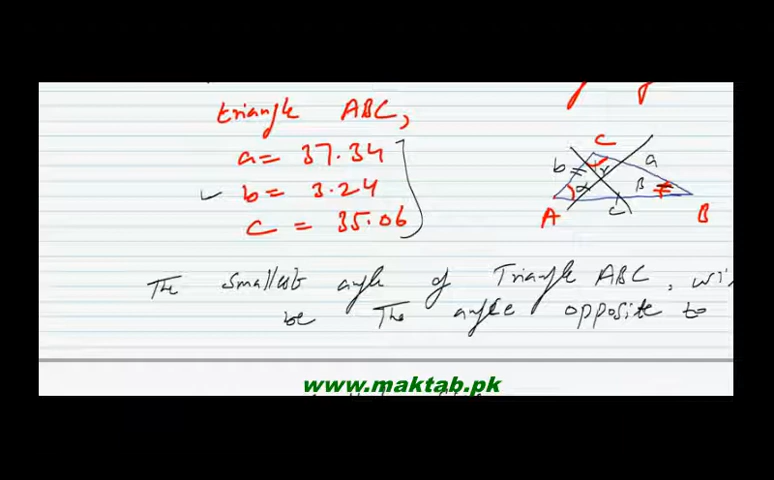 triangle ABC,
a = 37.34
b = 3.24
c = 35.06
C
b
a
γ
α
β
A
c
B
The smallest angle of Triangle ABC, wi
be The angle opposite to
www.maktab.pk